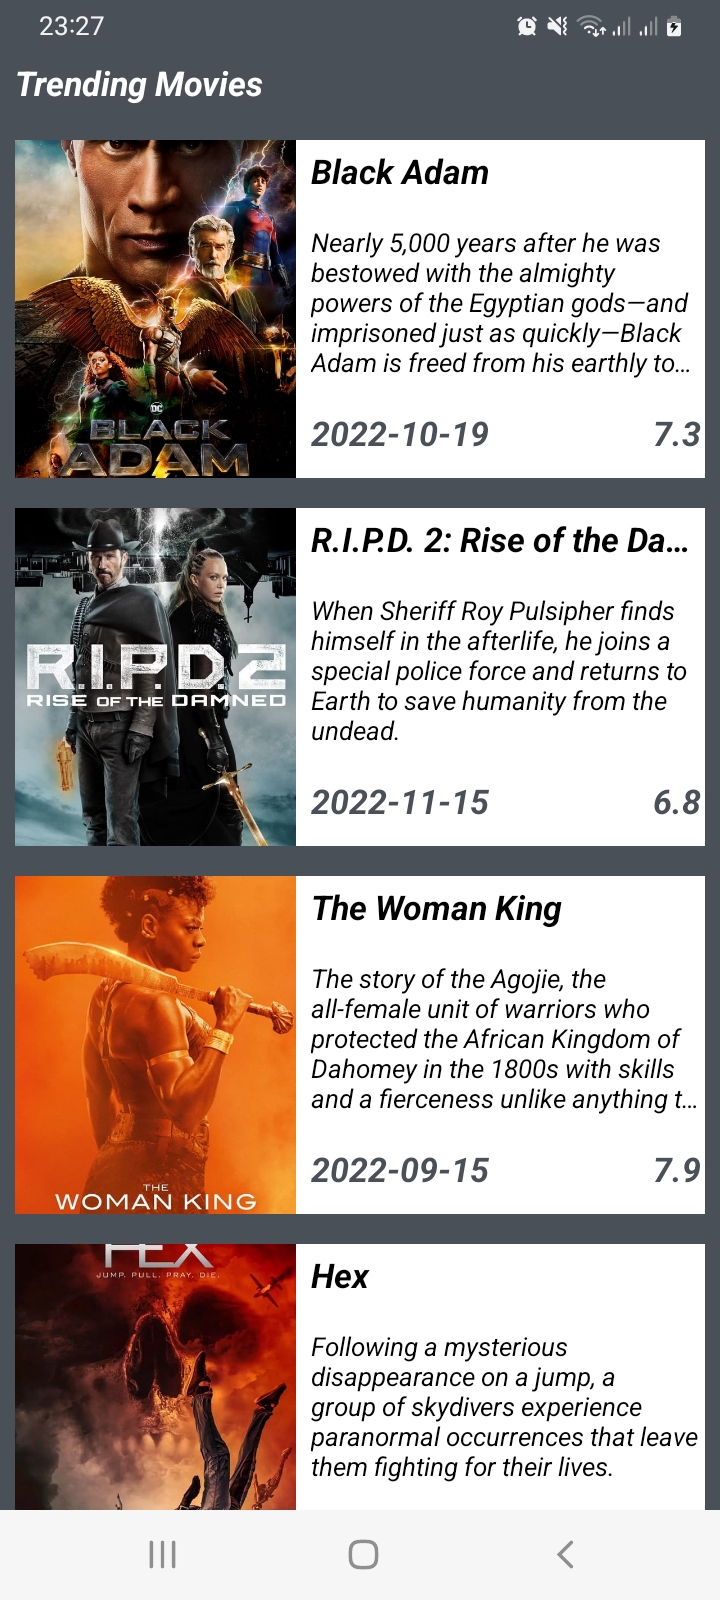 23:27
Trending Movies
DC
BLACK
ADAM
Black Adam
Nearly 5,000 years after he was
bestowed with the almighty
powers of the Egyptian gods—and
imprisoned just as quickly—Black
Adam is freed from his earthly to...
2022-10-19 7.3
R.I.P.D.2
RISE OF THE DAMNED
R.I.P.D. 2: Rise of the Da...
When Sheriff Roy Pulsipher finds
himself in the afterlife, he joins a
special police force and returns to
Earth to save humanity from the
undead.
2022-11-15 6.8
THE
WOMAN KING
The Woman King
The story of the Agojie, the
all-female unit of warriors who
protected the African Kingdom of
Dahomey in the 1800s with skills
and a fierceness unlike anything t...
2022-09-15 7.9
HEX
JUMP. PULL. PRAY. DIE.
Hex
Following a mysterious
disappearance on a jump, a
group of skydivers experience
paranormal occurrences that leave
them fighting for their lives.